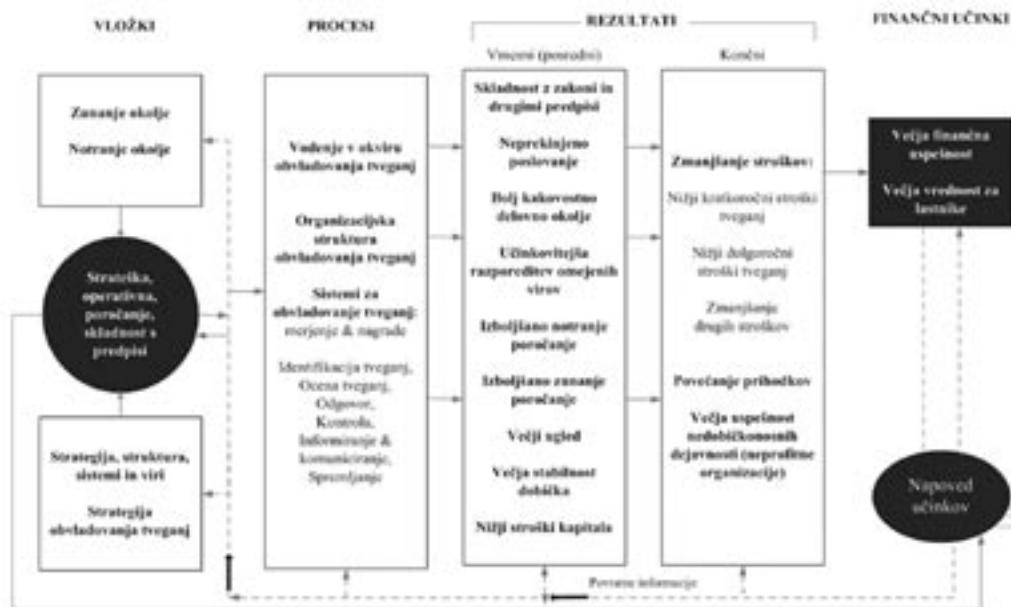 VLOŽKI
Zunanje okolje
Notranje okolje
Strateška,
operativna,
poročanje,
skladnost s
predpisi
Strategija, struktura,
sistemi in viri
Strategija
obvladovanja tveganj
PROCESI
Vodenje v okviru
obvladovanja tveganj
Organizacijska
struktura
obvladovanja tveganj
Sistemi za
obvladovanje tveganj:
merjenje & nagrade
Identifikacija tveganj,
Ocena tveganj,
Odgovor,
Kontrola,
Informiranje &
komuniciranje,
Spremljanje
REZULTATI
Vmesni (posredni)
Skladnost z zakoni in
drugimi predpisi
Neprekinjeno
poslovanje
Bolj kakovostno
delovno okolje
Učinkovitejša
razporeditev omejenih
virov
Izboljšano notranje
poročanje
Izboljšano zunanje
poročanje
Večji ugled
Večja stabilnost
dobička
Nižji stroški kapitala
Končni
Zmanjšanje stroškov:
Nižji kratkoročni stroški
tveganj
Nižji dolgoročni
stroški tveganj
Zmanjšanje
drugih stroškov
Povečanje prihodkov
Večja uspešnost
nedobičkonosnih
dejavnosti (neprofitne
organizacije)
FINANČNI UČINKI
Večja finančna
uspešnost
Večja vrednost za
lastnike
Napoved
učinkov
Povratne informacije